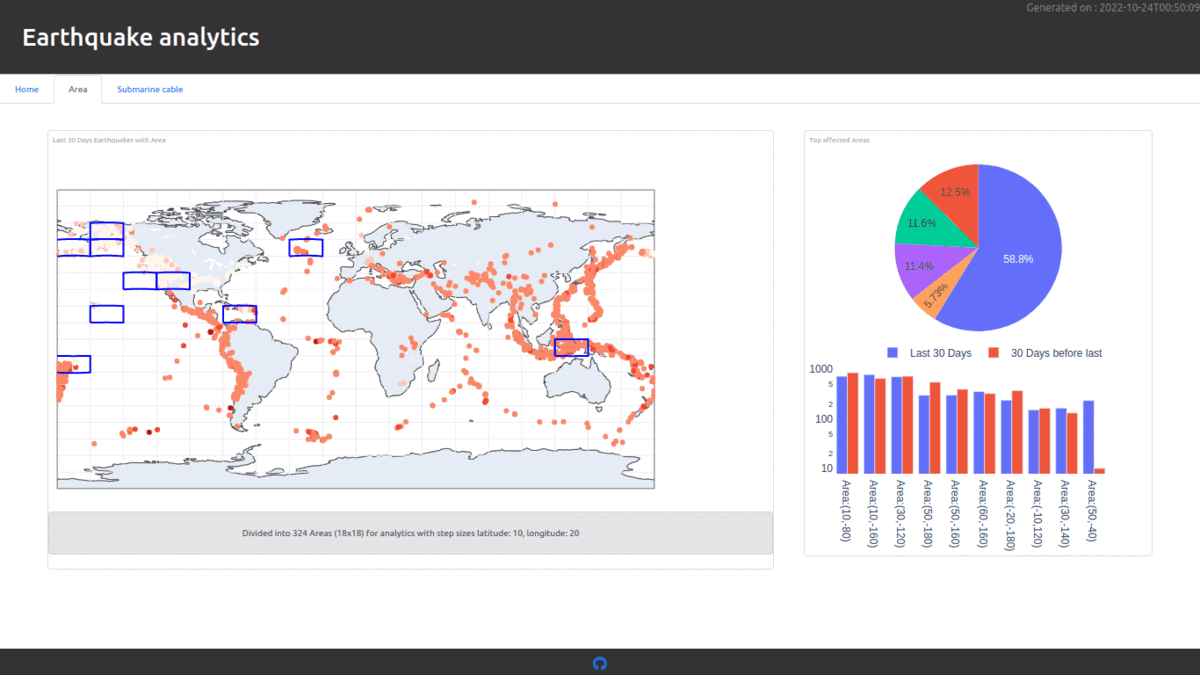 Generated on : 2022-10-24T00:50:09
Earthquake analytics
Home
Area
Submarine cable
Last 30 Days Earthquakes with Area
Divided into 324 Areas (18x18) For analytics with step sizes latitude: 10, longitude: 20
Top affected Areas
12.5%
11.6%
11.4%
5.73%
58.8%
Last 30 Days
30 Days before last
1000
5
2
100
5
2
10
Area:(10,-80)
Area:(10,-160)
Area:(30,-120)
Area:(50,-180)
Area:(50,-160)
Area:(60,-160)
Area:(-20,-180)
Area:(-10,120)
Area:(30,-140)
Area:(50,-40)